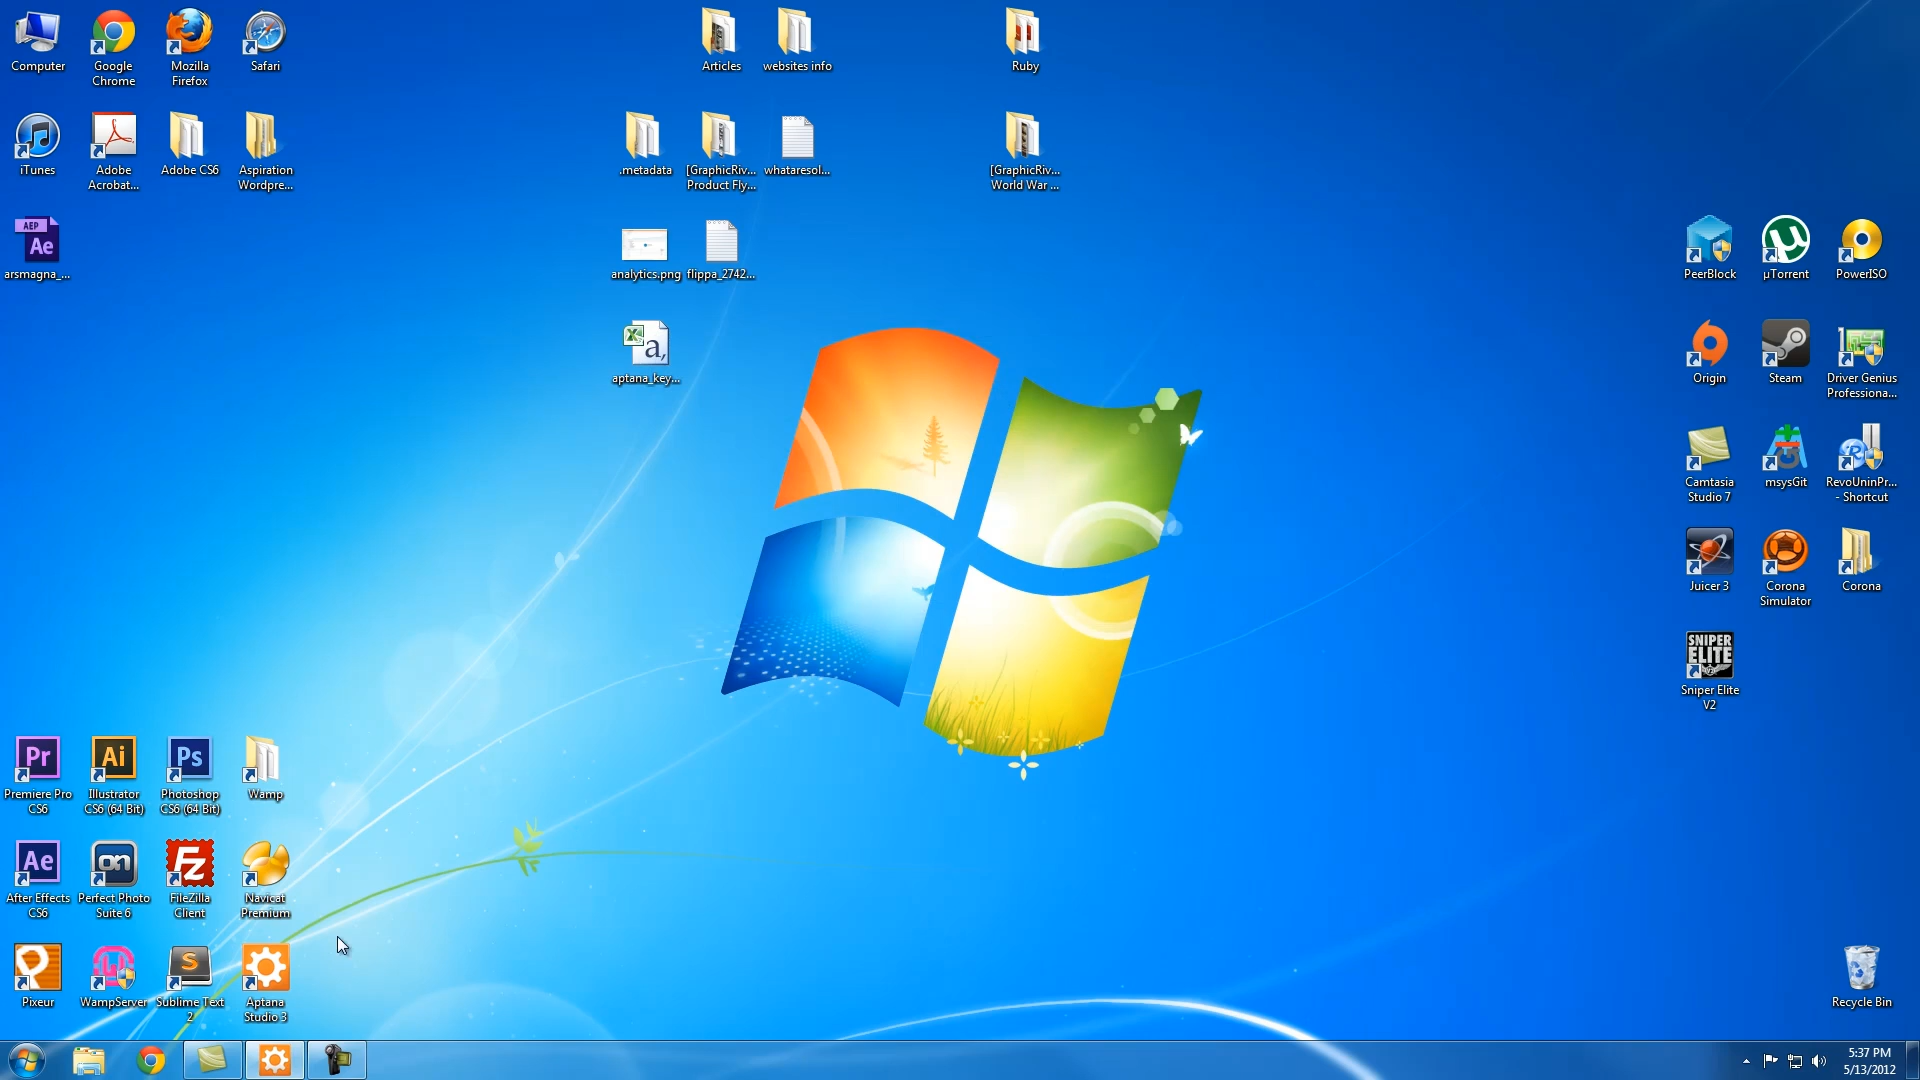 Computer
Google
Chrome
Mozilla
Firefox
Safari
Articles
websites info
Ruby
iTunes
Adobe
Acrobat...
Adobe CS6
Aspiration
Wordpre...
.metadata
[GraphicRiv...
Product Fly...
whataresol...
[GraphicRiv...
World War ...
AEP
Ae
arsmagna_...
analytics.png
flippa_2742...
PeerBlock
µTorrent
PowerISO
a,
aptana_key...
Origin
Steam
Driver Genius
Professiona...
Camtasia
Studio 7
msysGit
RevoUninPr...
- Shortcut
Juicer 3
Corona
Simulator
Corona
SNIPER
ELITE
V2
Sniper Elite
V2
Pr
Premiere Pro
CS6
Ai
Illustrator
CS6 (64 Bit)
Ps
Photoshop
CS6 (64 Bit)
Wamp
Ae
After Effects
CS6
on
Perfect Photo
Suite 6
Fz
FileZilla
Client
Navicat
Premium
Pixeur
WampServer
S
Sublime Text
2
Aptana
Studio 3
Recycle Bin
5:37 PM
5/13/2012